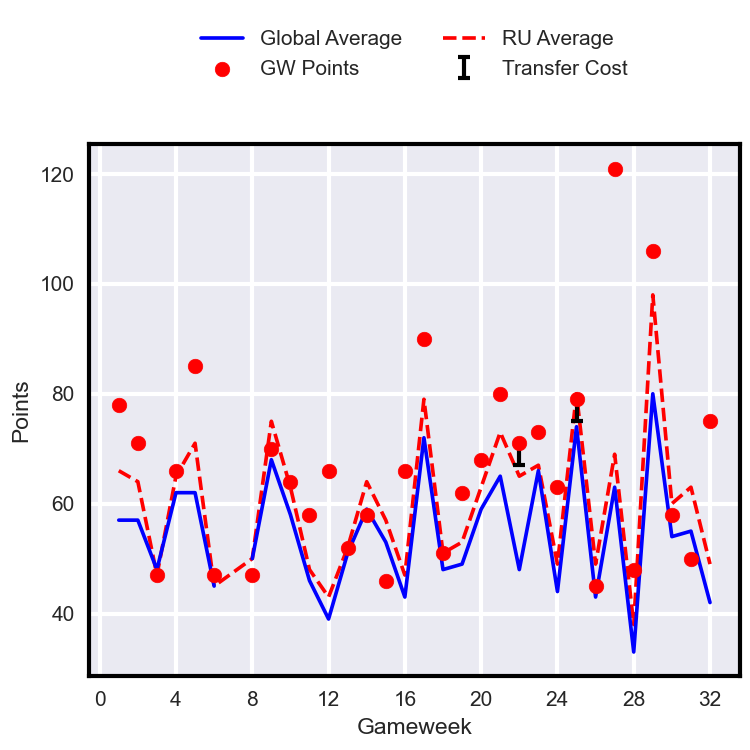 Global Average
RU Average
GW Points
Transfer Cost
120
100
80
60
40
Points
0 4 8 12 16 20 24 28 32
Gameweek